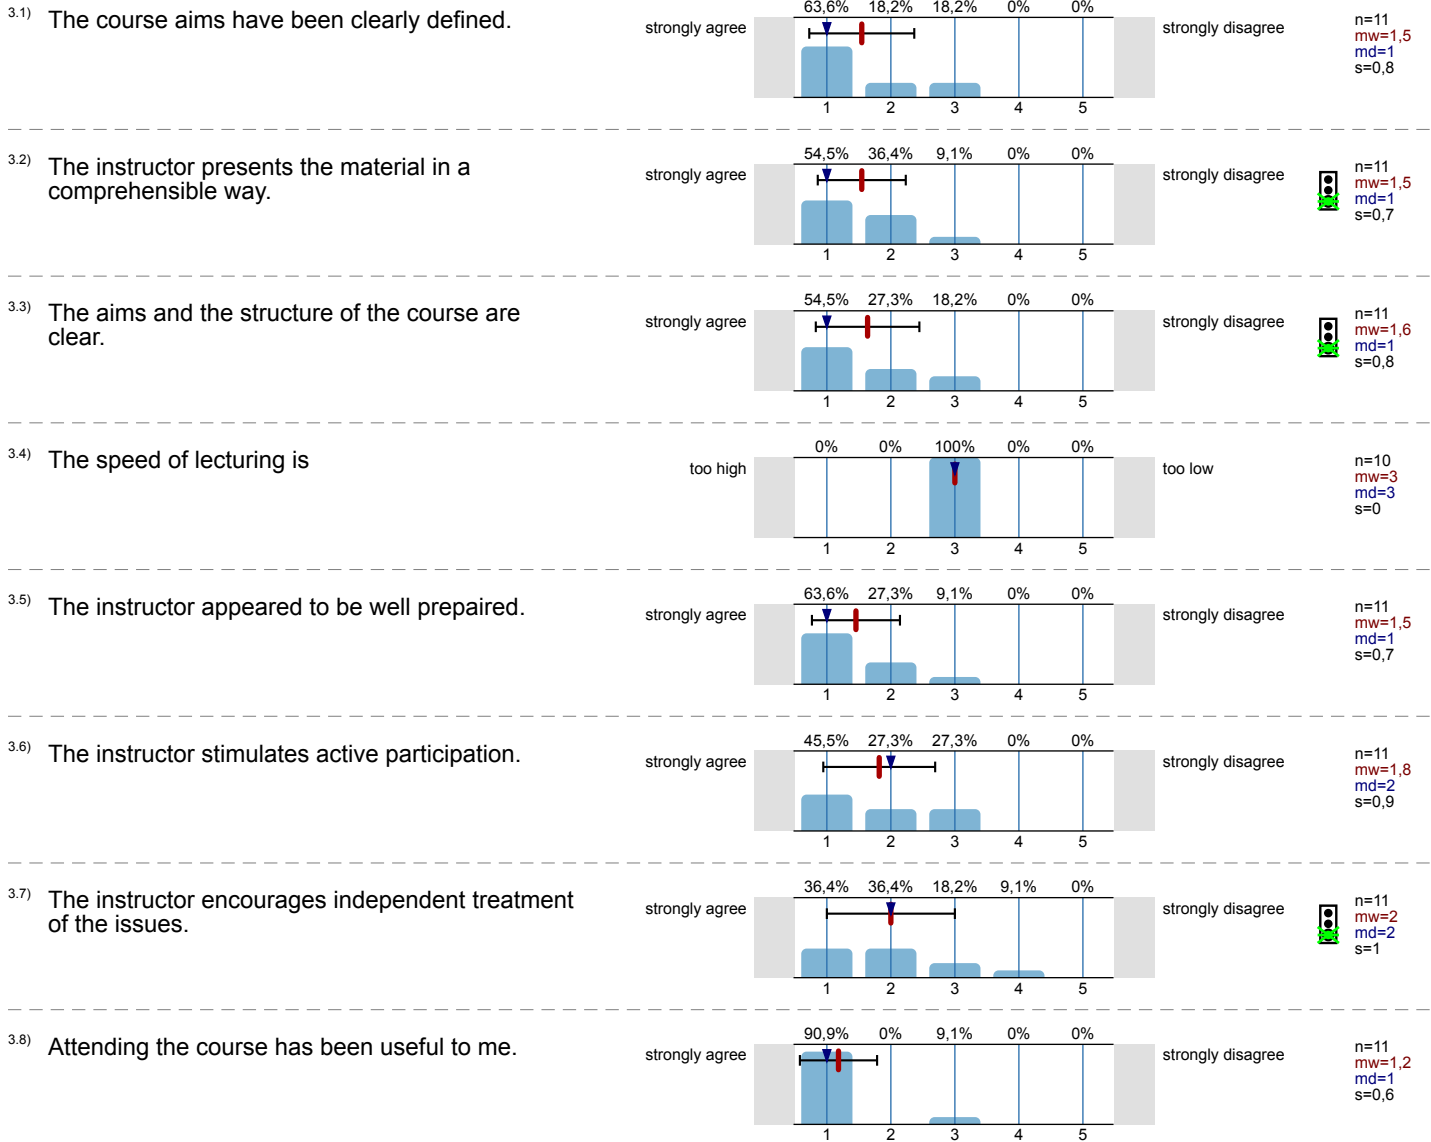 3.1) The course aims have been clearly defined.
63,6% 18,2% 18,2% 0% 0%
strongly agree
strongly disagree
1 2 3 4 5
n=11
mw=1,5
md=1
s=0,8
3.2) The instructor presents the material in a
comprehensible way.
54,5% 36,4% 9,1% 0% 0%
strongly agree
strongly disagree
1 2 3 4 5
n=11
mw=1,5
md=1
s=0,7
3.3) The aims and the structure of the course are
clear.
54,5% 27,3% 18,2% 0% 0%
strongly agree
strongly disagree
1 2 3 4 5
n=11
mw=1,6
md=1
s=0,8
3.4) The speed of lecturing is
0% 0% 100% 0% 0%
too high
too low
1 2 3 4 5
n=10
mw=3
md=3
s=0
3.5) The instructor appeared to be well prepaired.
63,6% 27,3% 9,1% 0% 0%
strongly agree
strongly disagree
1 2 3 4 5
n=11
mw=1,5
md=1
s=0,7
3.6) The instructor stimulates active participation.
45,5% 27,3% 27,3% 0% 0%
strongly agree
strongly disagree
1 2 3 4 5
n=11
mw=1,8
md=2
s=0,9
3.7) The instructor encourages independent treatment
of the issues.
36,4% 36,4% 18,2% 9,1% 0%
strongly agree
strongly disagree
1 2 3 4 5
n=11
mw=2
md=2
s=1
3.8) Attending the course has been useful to me.
90,9% 0% 9,1% 0% 0%
strongly agree
strongly disagree
1 2 3 4 5
n=11
mw=1,2
md=1
s=0,6